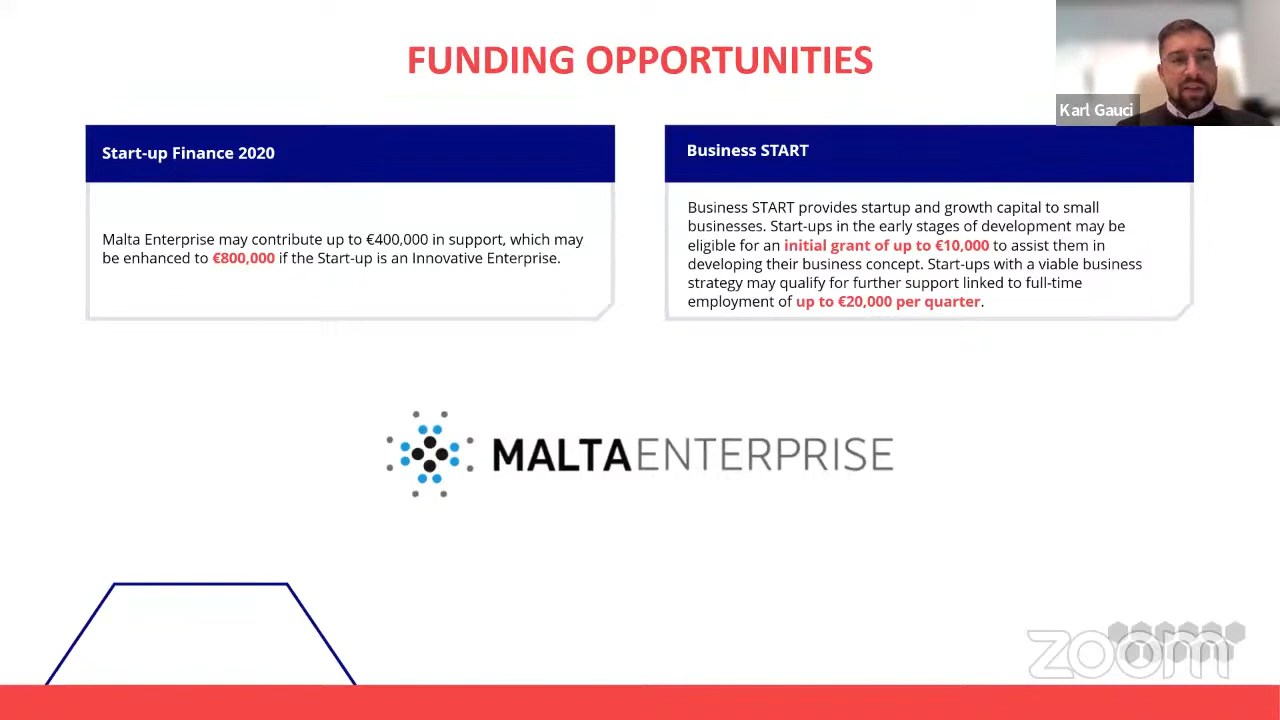 FUNDING OPPORTUNITIES
Karl Gauci
Start-up Finance 2020
Malta Enterprise may contribute up to €400,000 in support, which may
be enhanced to €800,000 if the Start-up is an Innovative Enterprise.
Business START
Business START provides startup and growth capital to small
businesses. Start-ups in the early stages of development may be
eligible for an initial grant of up to €10,000 to assist them in
developing their business concept. Start-ups with a viable business
strategy may qualify for further support linked to full-time
employment of up to €20,000 per quarter.
MALTAENTERPRISE
zoom